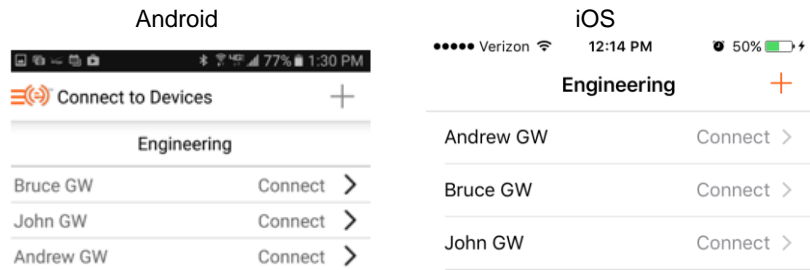 Android
77% 1:30 PM
Connect to Devices
Engineering
Bruce GW Connect
John GW Connect
Andrew GW Connect
iOS
Verizon 12:14 PM 50%
Engineering
Andrew GW Connect
Bruce GW Connect
John GW Connect